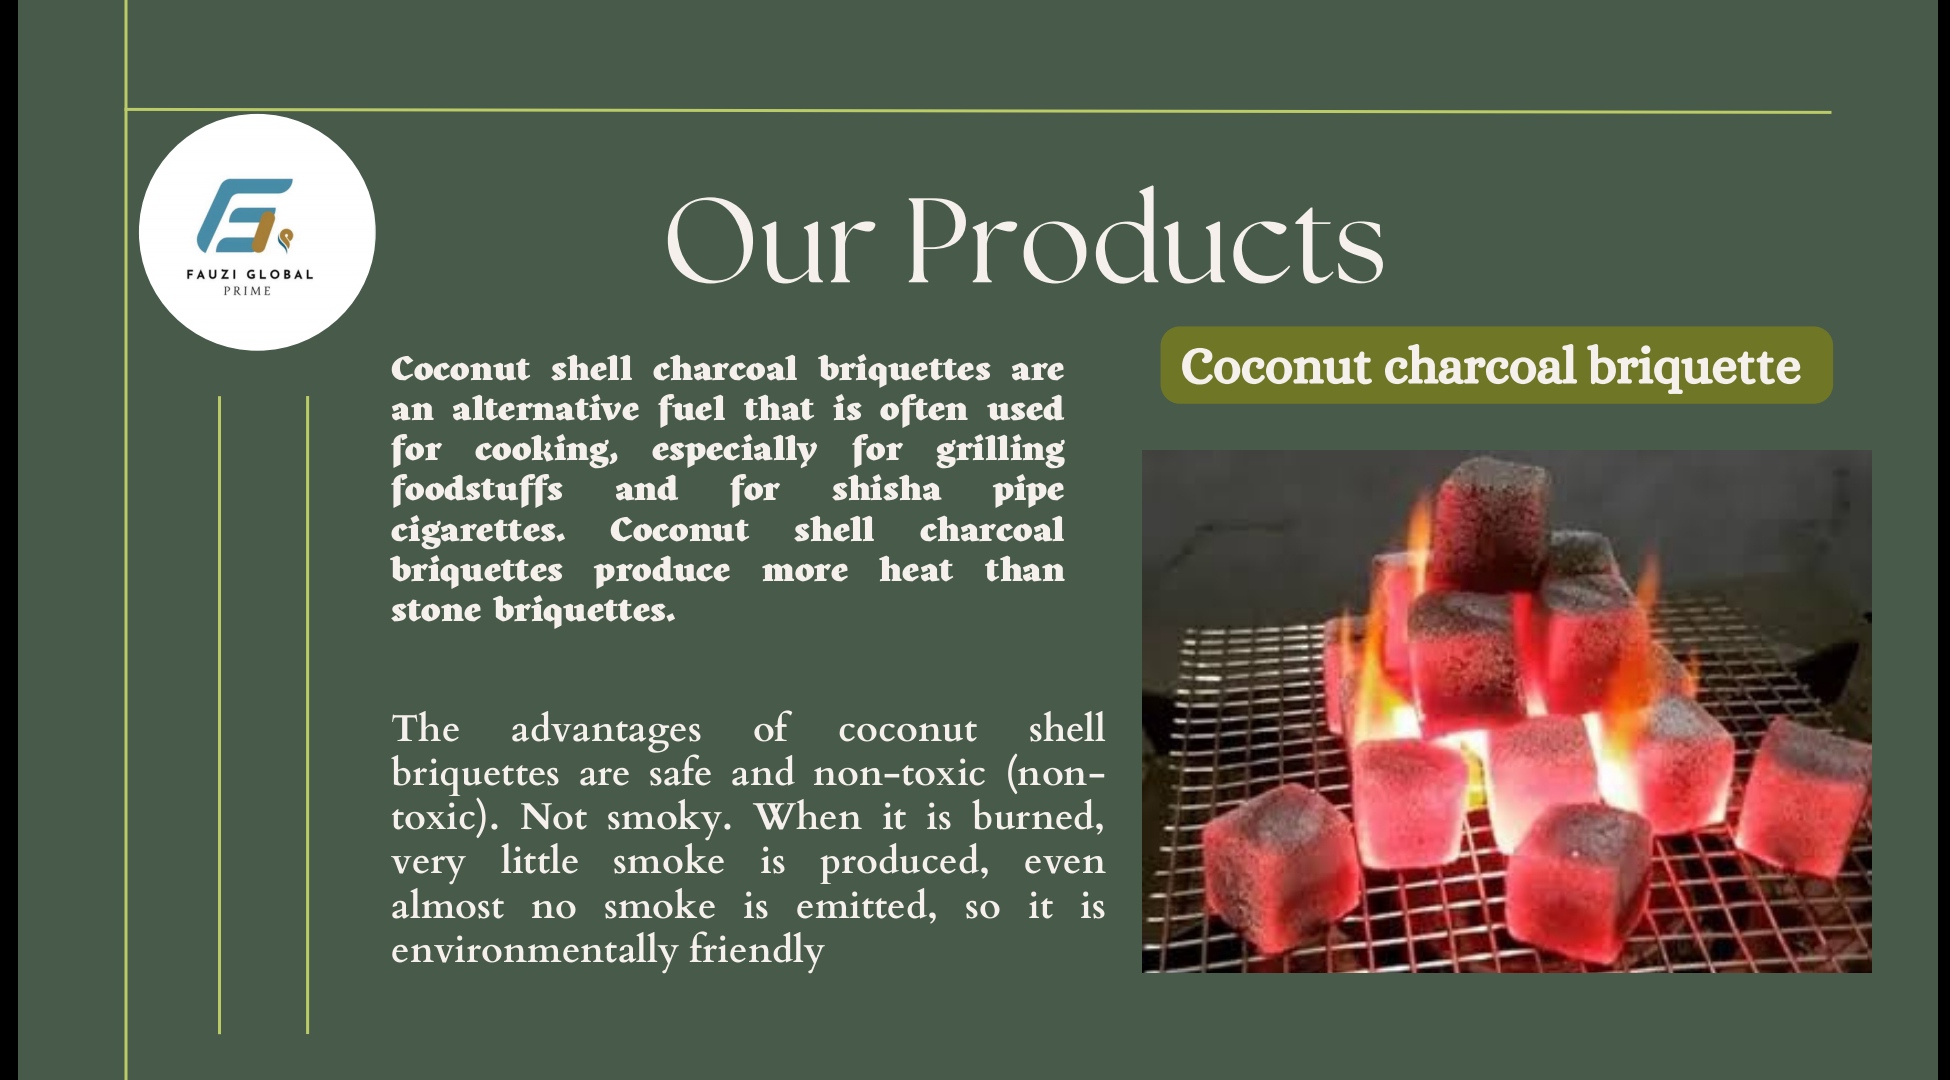 FAUZI GLOBAL
PRIME
Our Products
Coconut shell charcoal briquettes are
an alternative fuel that is often used
for cooking, especially for grilling
foodstuffs and for shisha pipe
cigarettes. Coconut shell charcoal
briquettes produce more heat than
stone briquettes.
The advantages of coconut shell
briquettes are safe and non-toxic (non-
toxic). Not smoky. When it is burned,
very little smoke is produced, even
almost no smoke is emitted, so it is
environmentally friendly
Coconut charcoal briquette